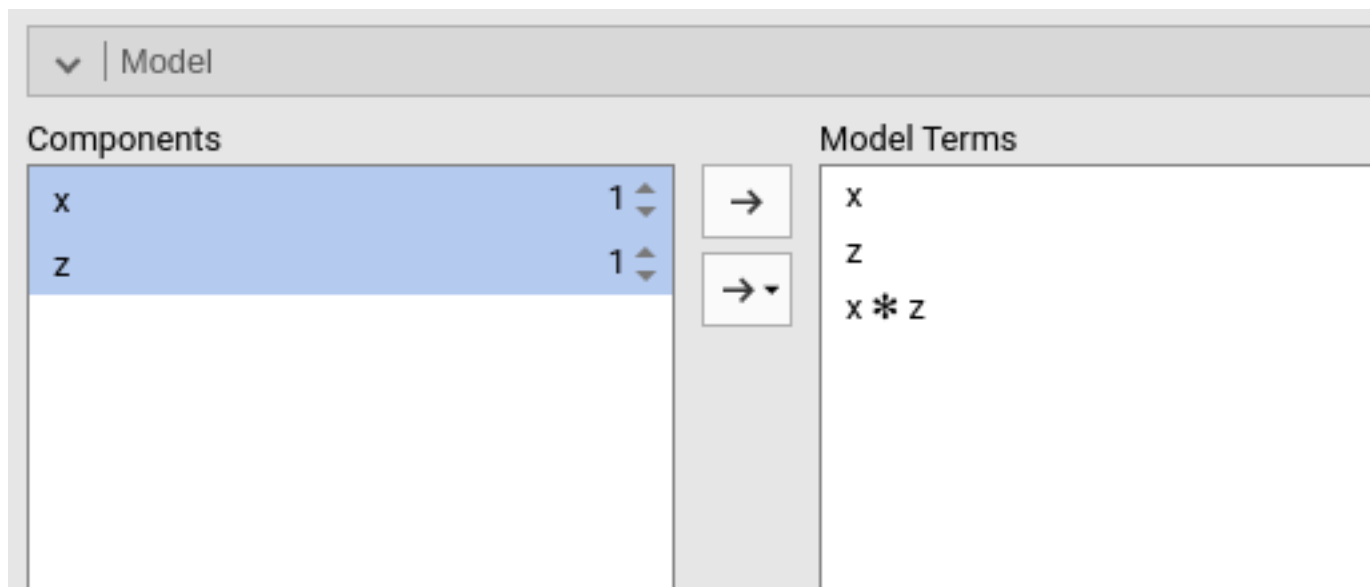 Model
Components
x 1
z 1
Model Terms
x
z
x ✻ z